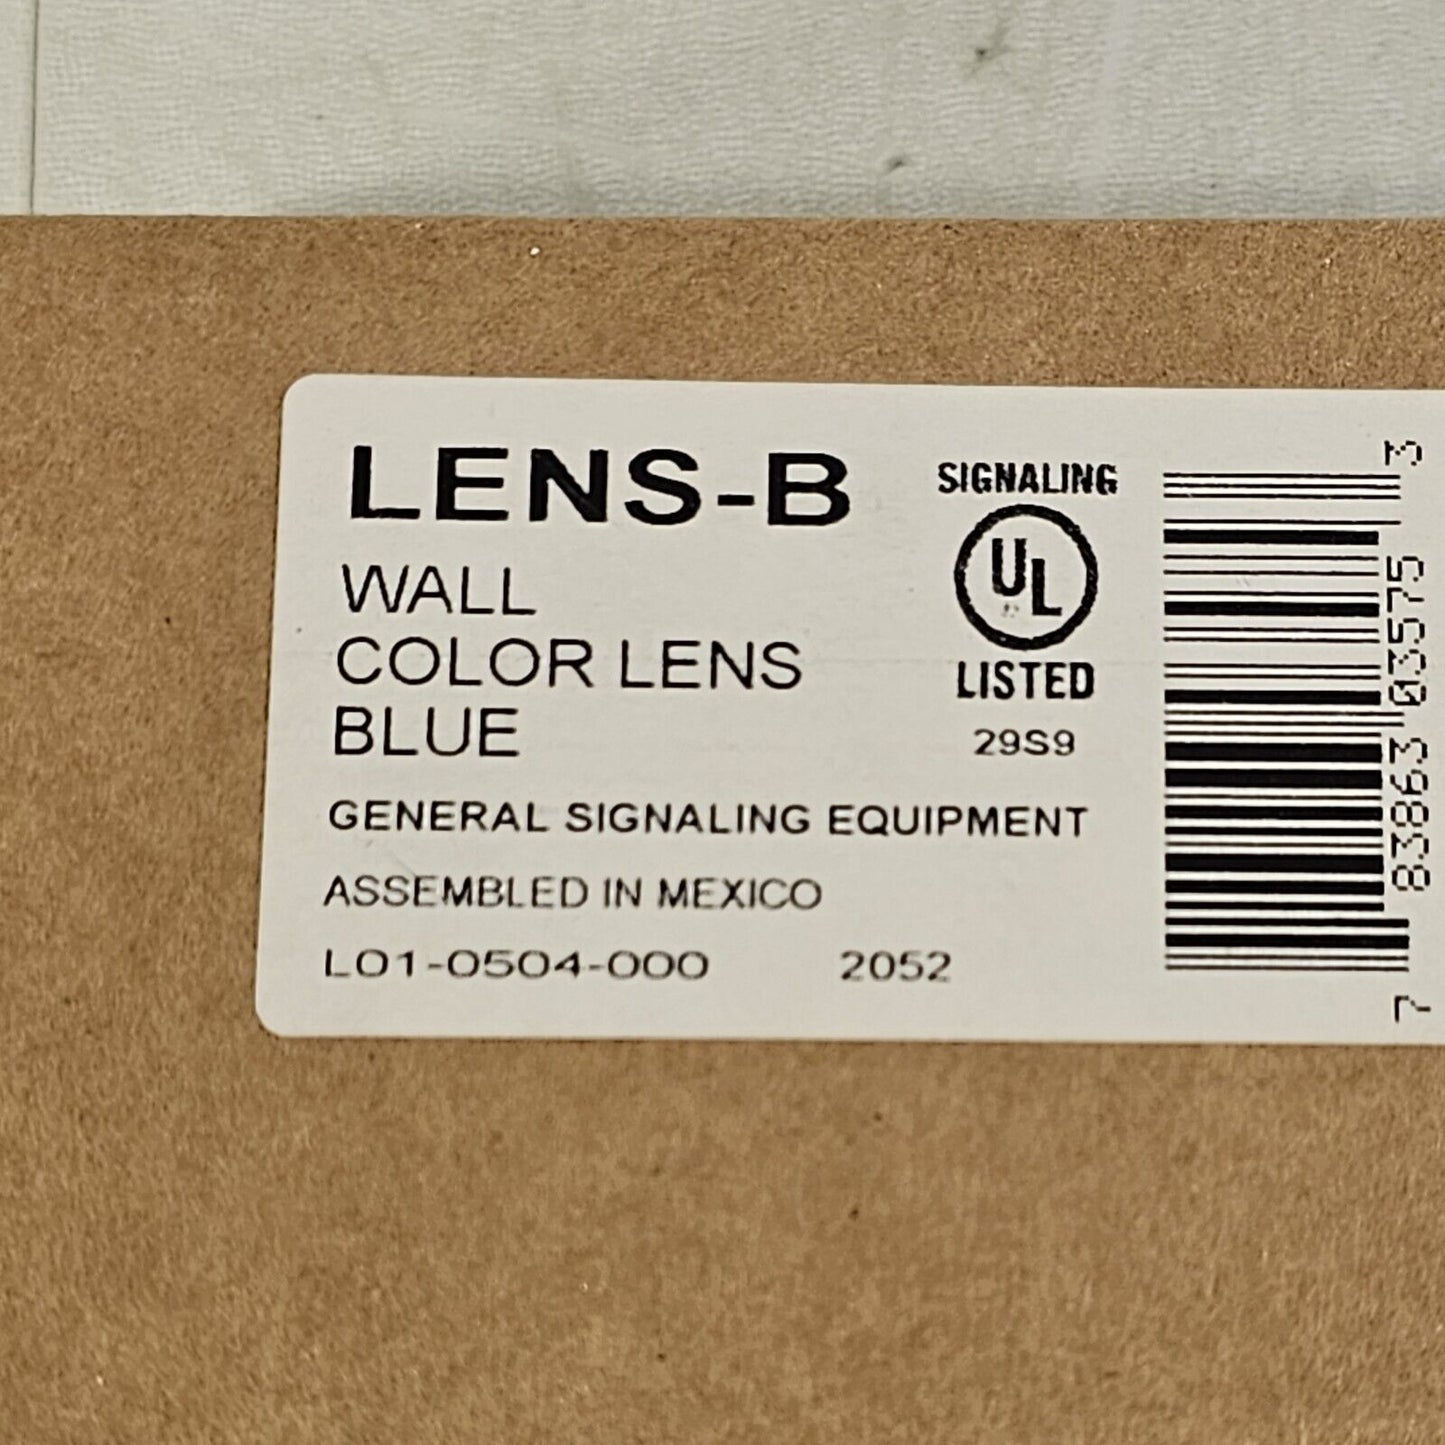 LENS-B
WALL
COLOR LENS
BLUE
GENERAL SIGNALING EQUIPMENT
ASSEMBLED IN MEXICO
L01-0504-000 2052
SIGNALING
UL
LISTED
29S9
7 83863 03575 3